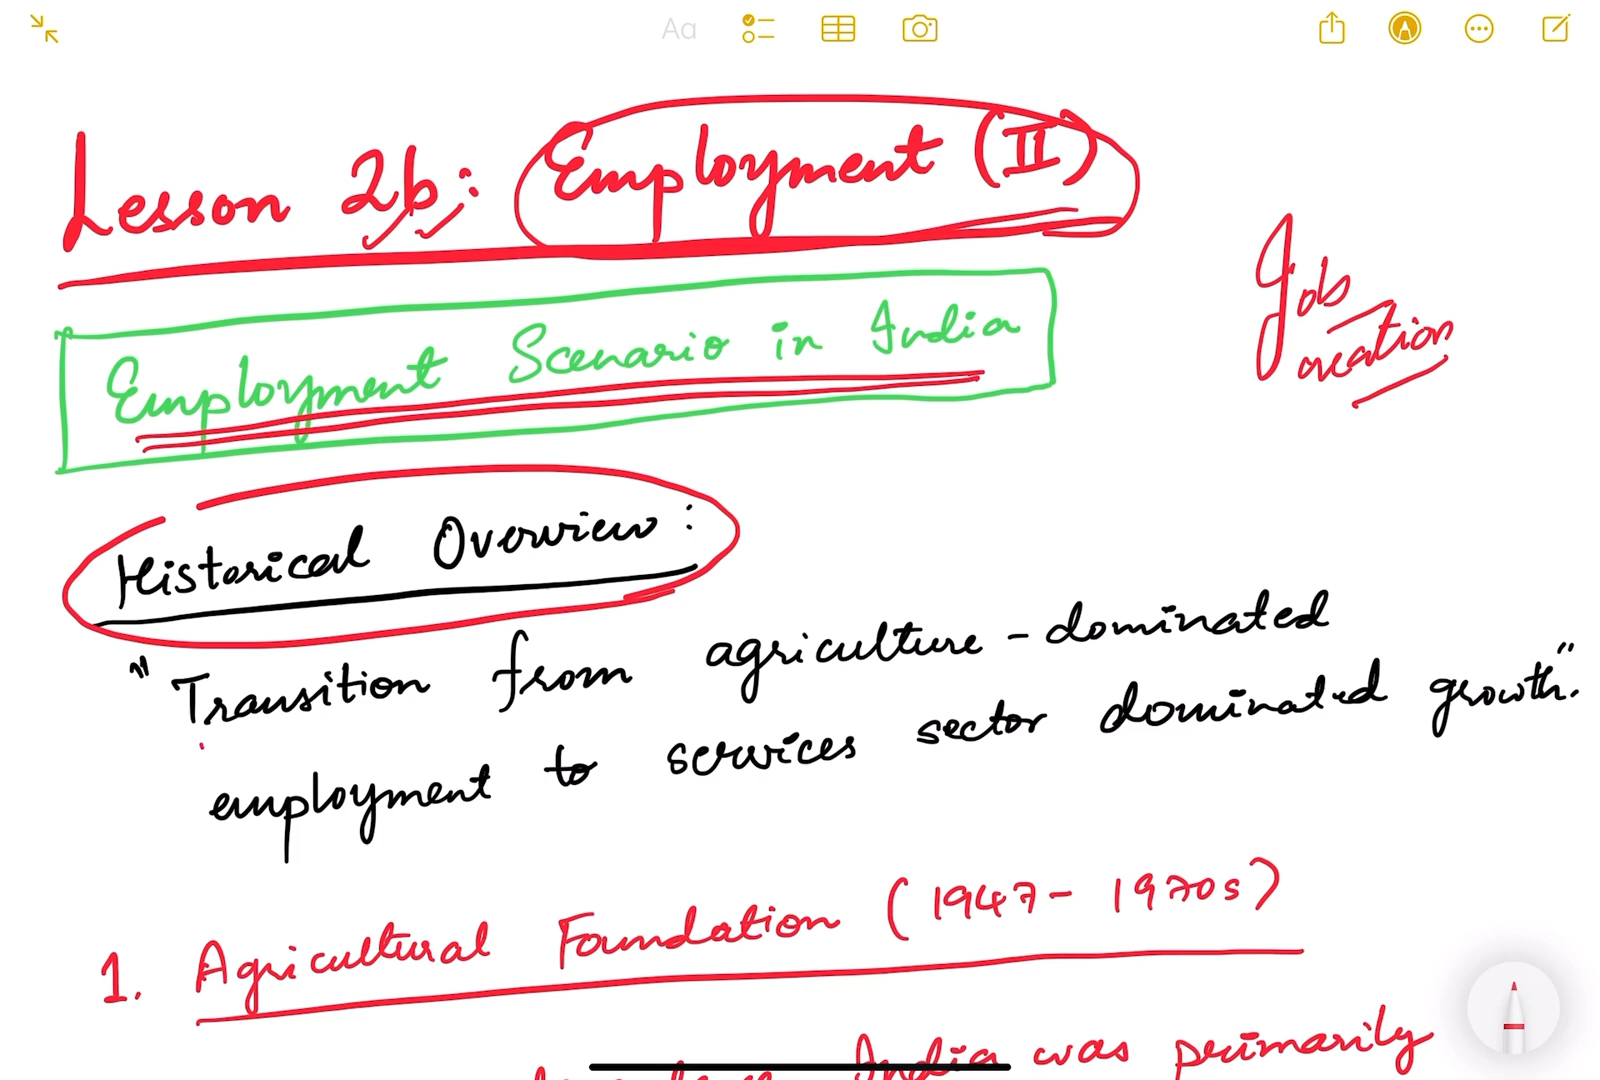 Aa
Lesson 2b: Employment (II)
Employment Scenario in India
Job
creation
Historical Overview:
"Transition from agriculture-dominated
employment to services sector dominated growth."
1. Agricultural Foundation (1947-1970s)
India was primarily